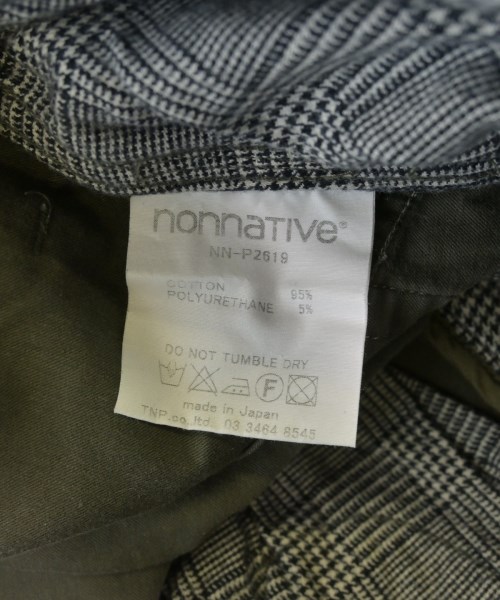 nonnative®
NN-P2619
COTTON 95%
POLYURETHANE 5%
DO NOT TUMBLE DRY
F
made in Japan
TNP.co.,ltd. 03 3464 8545